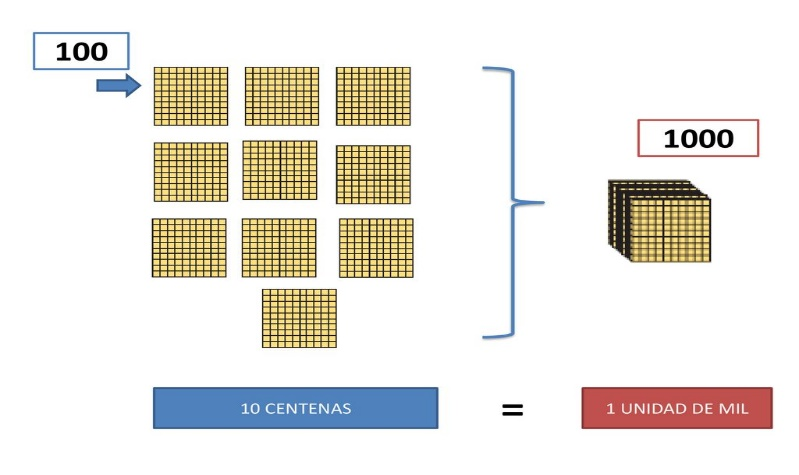 100
1000
10 CENTENAS
=
1 UNIDAD DE MIL